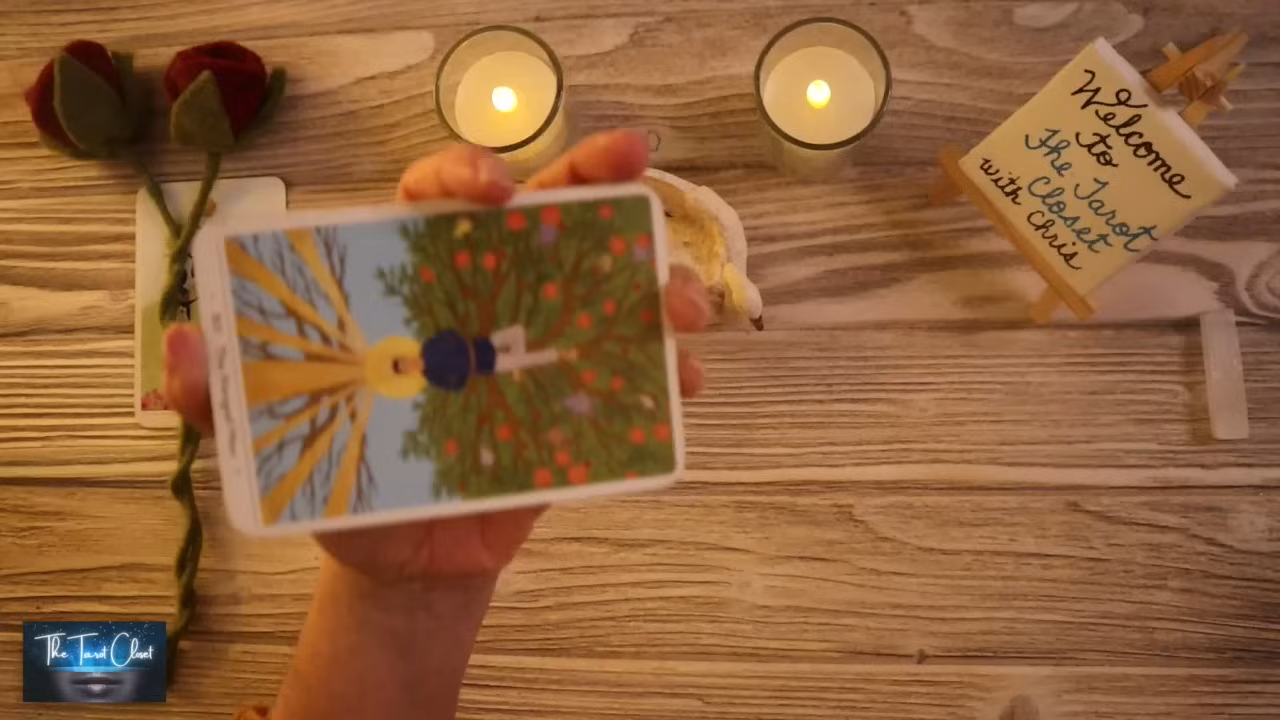 Welcome
to
The Tarot
Closet
with Chris
The Tarot Closet